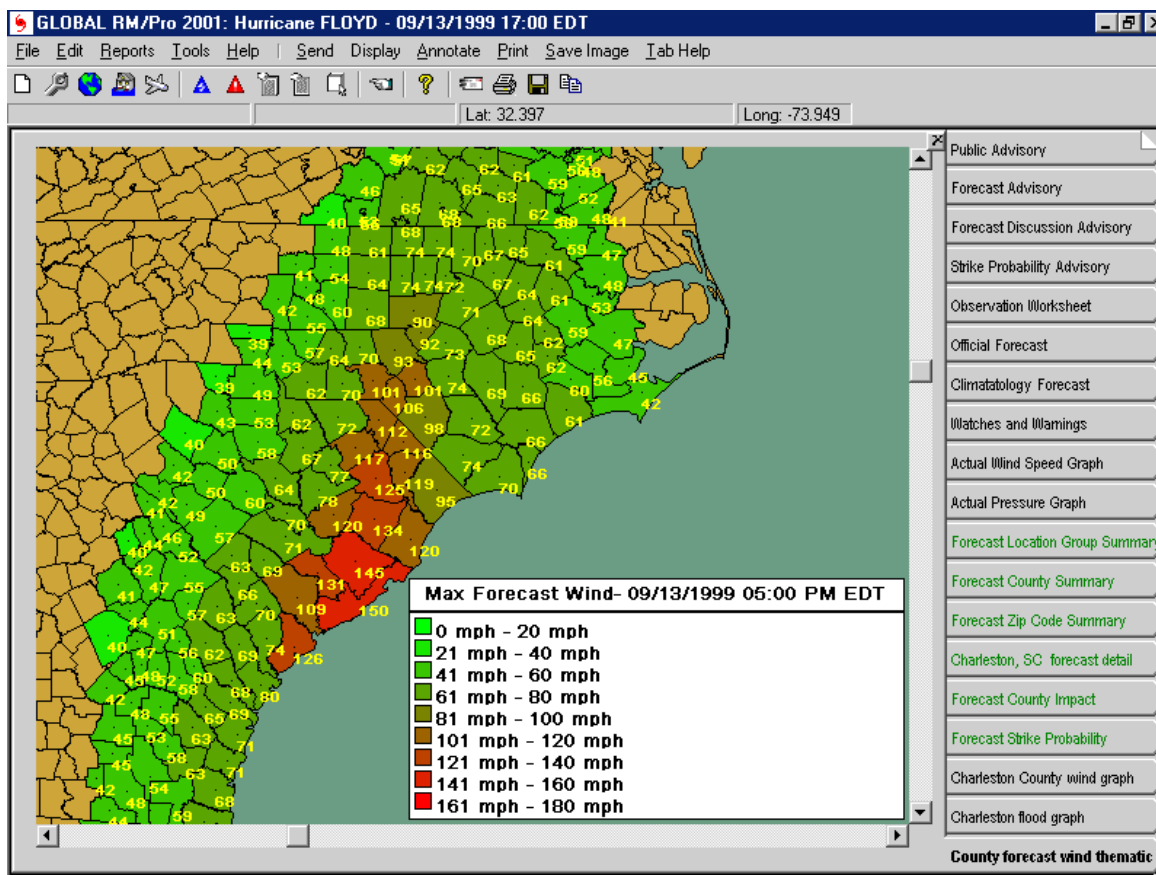 GLOBAL RM/Pro 2001: Hurricane FLOYD - 09/13/1999 17:00 EDT
File Edit Reports Tools Help | Send Display Annotate Print Save Image Tab Help
Lat: 32.397 Long: -73.949
Public Advisory
Forecast Advisory
Forecast Discussion Advisory
Strike Probability Advisory
Observation Worksheet
Official Forecast
Climatatology Forecast
Watches and Warnings
Actual Wind Speed Graph
Actual Pressure Graph
Forecast Location Group Summary
Forecast County Summary
Forecast Zip Code Summary
Charleston, SC forecast detail
Forecast County Impact
Forecast Strike Probability
Charleston County wind graph
Charleston flood graph
County forecast wind thematic
62 62 61 51
46 65 63 59 52
40 65 68 68 66 62 48 41
68
48 61 74 74 70 67 65 59 47
41 54 64 74 74 72 67 61 48
42 48 60 68 90 71 64 61 53
39 55 92 64 59
44 53 57 64 70 93 73 68 65 62 47
39 49 62 70 101 101 74 69 66 62 60 56 45
106 42
43 53 62 72 112 98 72 61
40 50 58 67 117 116 74 66 66
42 50 64 77 125 119 70
42 49 60 78 95
41 46 57 70 120 134
40 44 52 71 120
42 63 69 145
41 47 55 66 131
44 57 63 70 109 150
40 51
47 56 62 69 74 126
49 48 52 58 60 68 80
42 48 55 65 69
45 53 63 71
45 58 63 71
42 54 68
48
44 59
Max Forecast Wind- 09/13/1999 05:00 PM EDT
0 mph - 20 mph
21 mph - 40 mph
41 mph - 60 mph
61 mph - 80 mph
81 mph - 100 mph
101 mph - 120 mph
121 mph - 140 mph
141 mph - 160 mph
161 mph - 180 mph